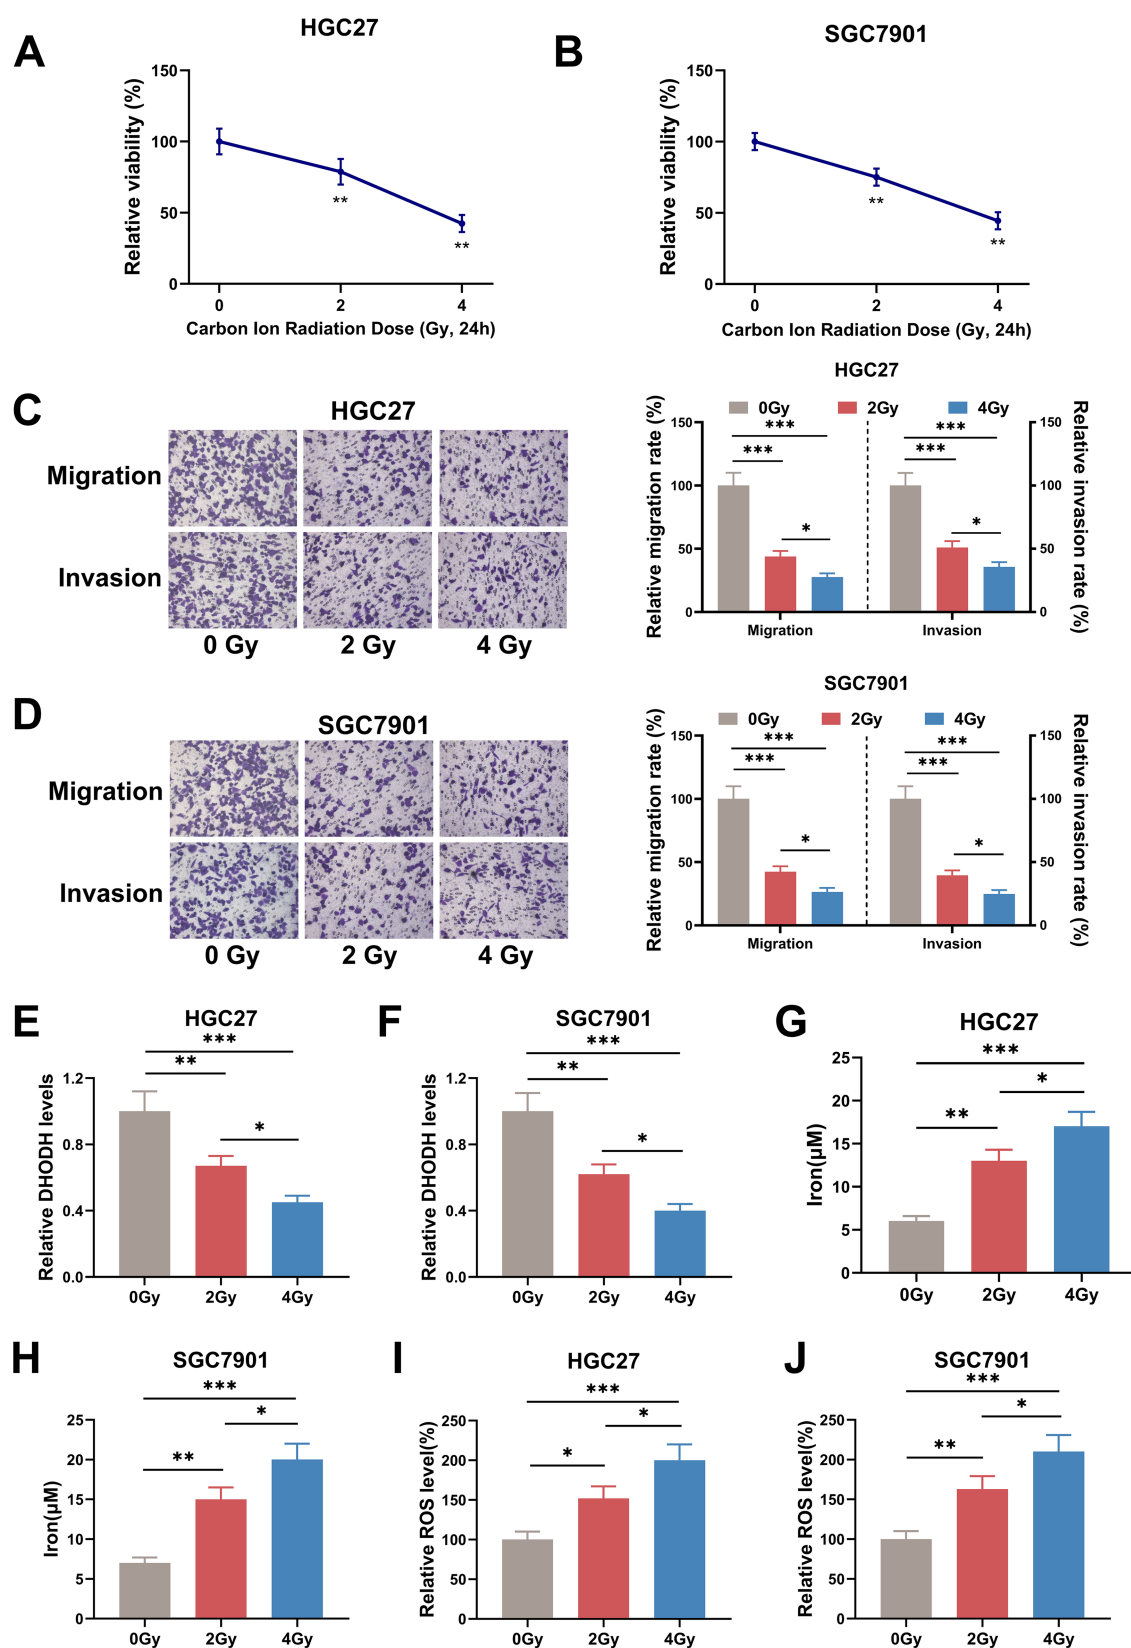 A
HGC27
Relative viability (%)
150
100
50
0
**
**
0 2 4
Carbon Ion Radiation Dose (Gy, 24h)
B
SGC7901
Relative viability (%)
150
100
50
0
**
**
0 2 4
Carbon Ion Radiation Dose (Gy, 24h)
C
HGC27
Migration
Invasion
0 Gy 2 Gy 4 Gy
HGC27
0Gy 2Gy 4Gy
Relative migration rate (%)
150
100
50
0
*** ***
*** ***
* *
Migration Invasion
150
100
50
0
Relative invasion rate (%)
D
SGC7901
Migration
Invasion
0 Gy 2 Gy 4 Gy
SGC7901
0Gy 2Gy 4Gy
Relative migration rate (%)
150
100
50
0
*** ***
*** ***
* *
Migration Invasion
150
100
50
0
Relative invasion rate (%)
E
HGC27
Relative DHODH levels
1.2
0.8
0.4
0.0
***
**
*
0Gy 2Gy 4Gy
F
SGC7901
Relative DHODH levels
1.2
0.8
0.4
0.0
***
**
*
0Gy 2Gy 4Gy
G
HGC27
Iron(μM)
25
20
15
10
5
0
***
*
**
0Gy 2Gy 4Gy
H
SGC7901
Iron(μM)
25
20
15
10
5
0
***
*
**
0Gy 2Gy 4Gy
I
HGC27
Relative ROS level(%)
250
200
150
100
50
0
***
*
*
0Gy 2Gy 4Gy
J
SGC7901
Relative ROS level(%)
250
200
150
100
50
0
***
*
**
0Gy 2Gy 4Gy